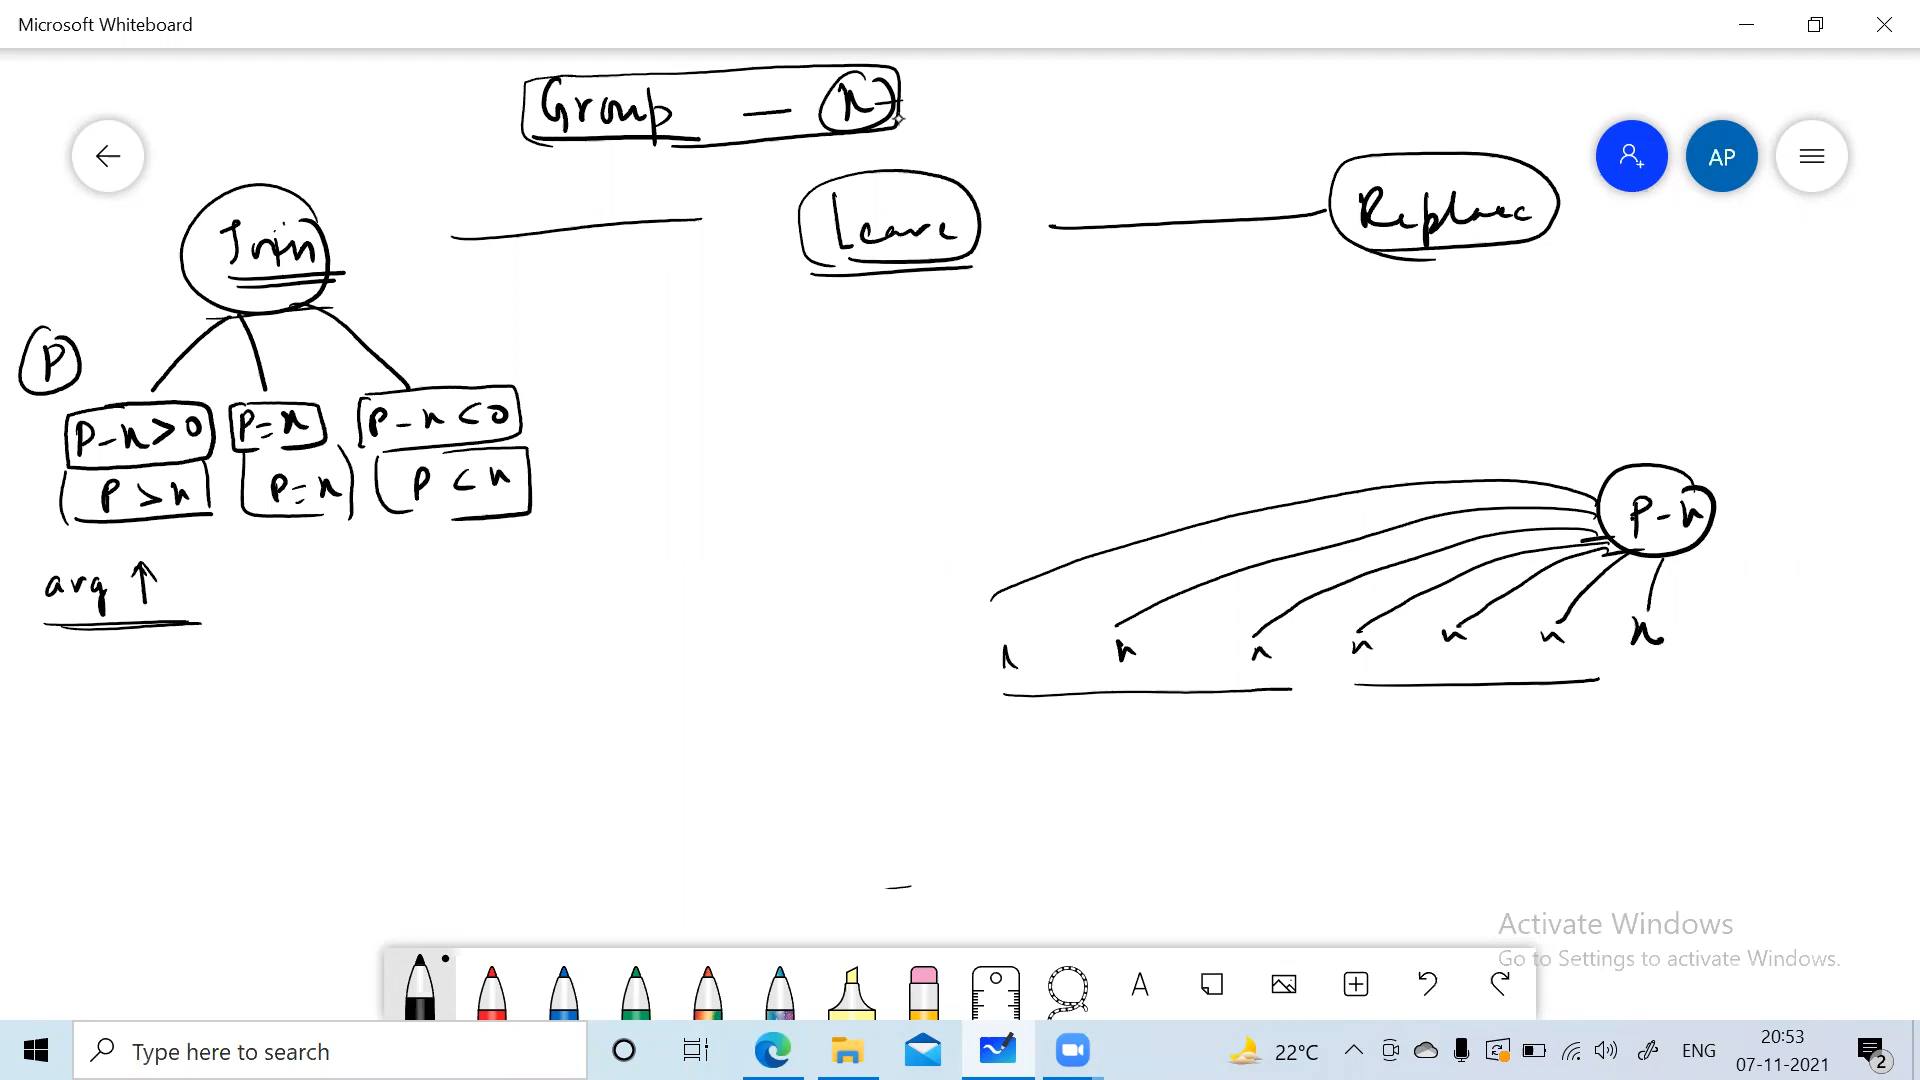 Microsoft Whiteboard
Group — n
AP
Join
Leave
Replace
P
P-n>0
P=n
P-n<0
P>n
P=n
P<n
P-n
avg ↑
n n n n n n
Activate Windows
Go to Settings to activate Windows.
A
Type here to search
22°C
ENG
20:53
07-11-2021
2